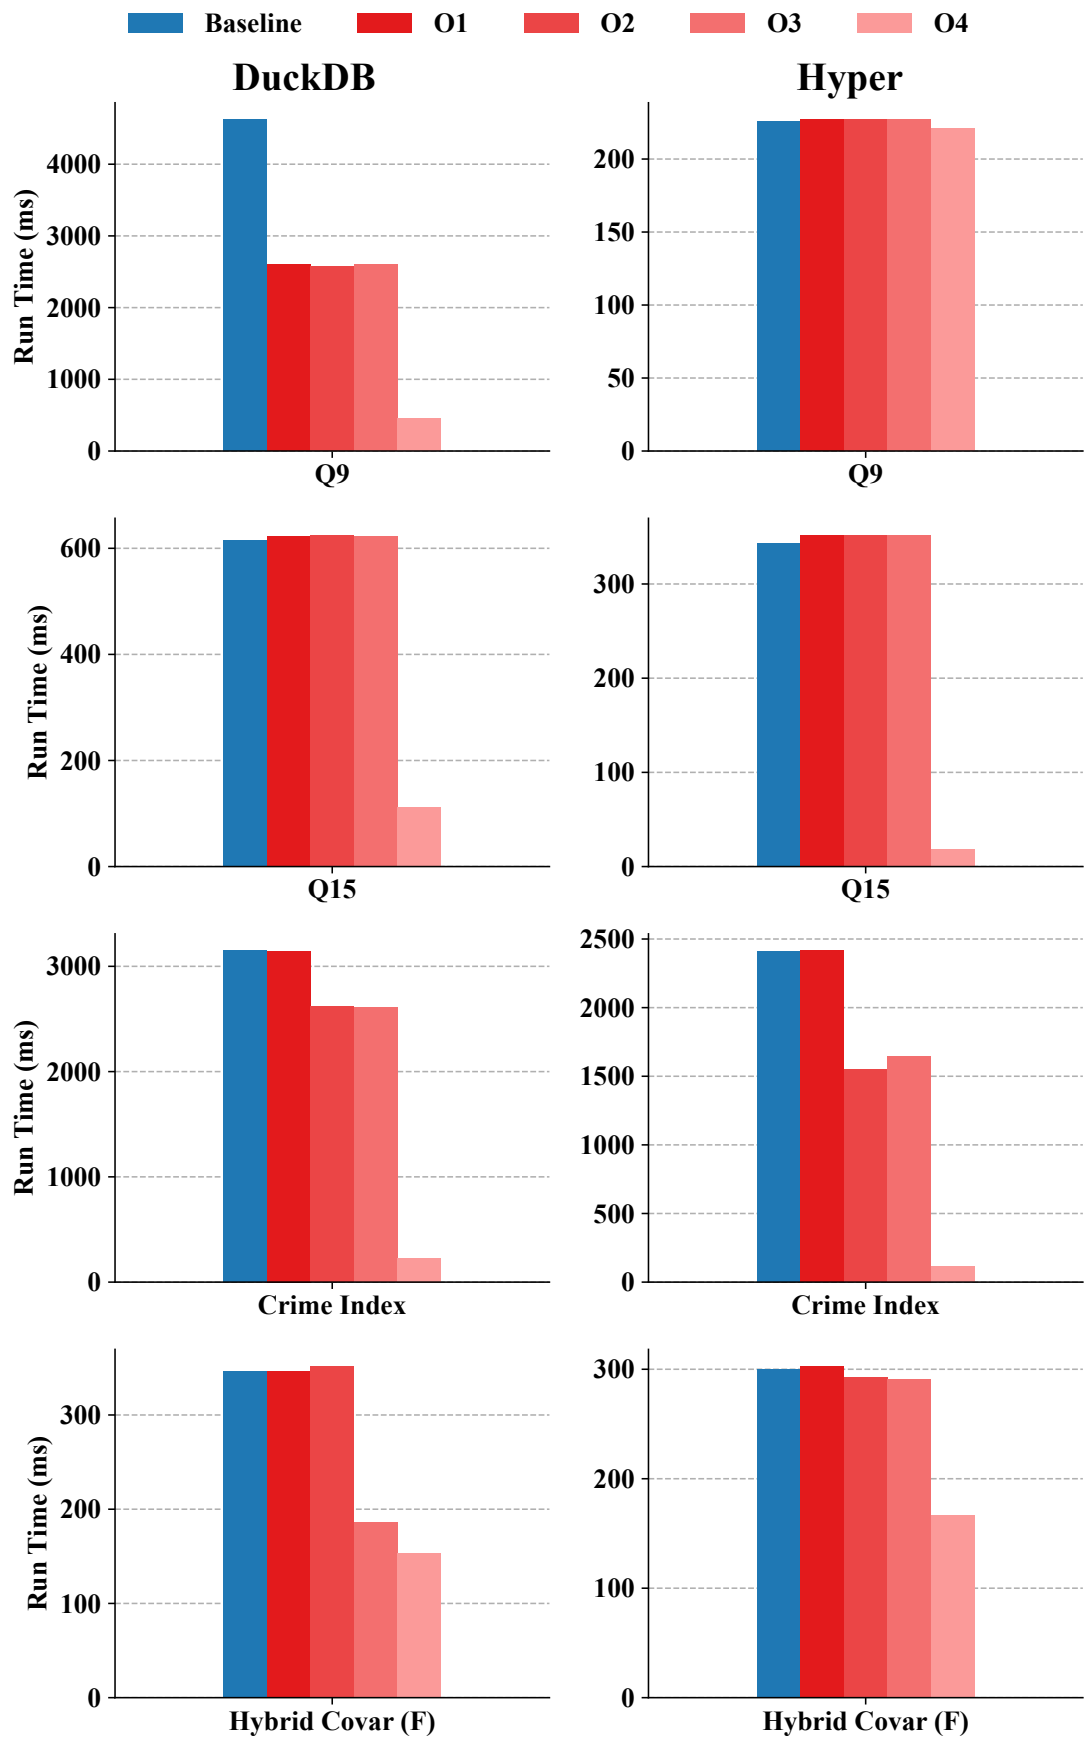 Baseline O1 O2 O3 O4
DuckDB
Run Time (ms)
4000
3000
2000
1000
0
Q9
Hyper
200
150
100
50
0
Q9
Run Time (ms)
600
400
200
0
Q15
300
200
100
0
Q15
Run Time (ms)
3000
2000
1000
0
Crime Index
2500
2000
1500
1000
500
0
Crime Index
Run Time (ms)
300
200
100
0
Hybrid Covar (F)
300
200
100
0
Hybrid Covar (F)